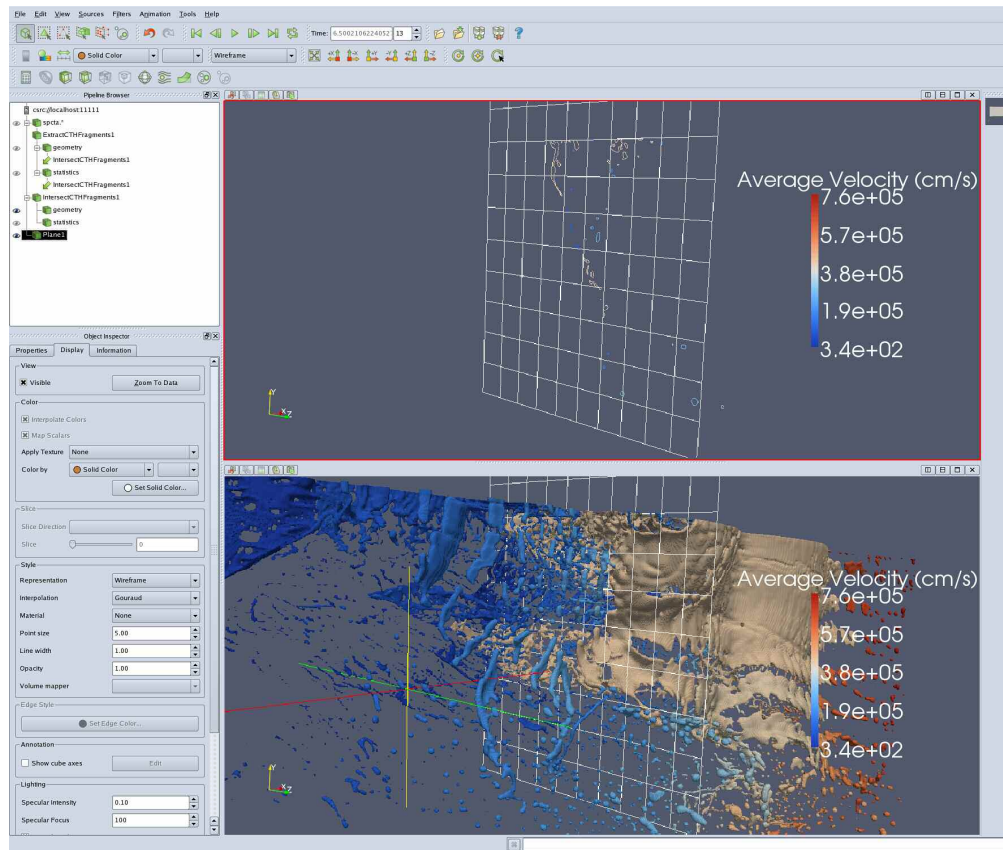 File Edit View Sources Filters Animation Tools Help
Time: 6.5002106224052 13
Solid Color Wireframe
+X -X +Y -Y +Z -Z
Pipeline Browser
csrc://localhost:11111
spcta.*
ExtractCTHFragments1
geometry
IntersectCTHFragments1
statistics
IntersectCTHFragments1
IntersectCTHFragments1
geometry
statistics
Plane1
Object Inspector
Properties Display Information
View
Visible Zoom To Data
Color
Interpolate Colors
Map Scalars
Apply Texture None
Color by Solid Color
Set Solid Color...
Slice
Slice Direction
Slice 0
Style
Representation Wireframe
Interpolation Gouraud
Material None
Point size 5.00
Line width 1.00
Opacity 1.00
Volume mapper
Edge Style
Set Edge Color...
Annotation
Show cube axes Edit
Lighting
Specular Intensity 0.10
Specular Focus 100
Average Velocity (cm/s)
7.6e+05
5.7e+05
3.8e+05
1.9e+05
3.4e+02
Y
X Z
Average Velocity (cm/s)
7.6e+05
5.7e+05
3.8e+05
1.9e+05
3.4e+02
Y
X Z